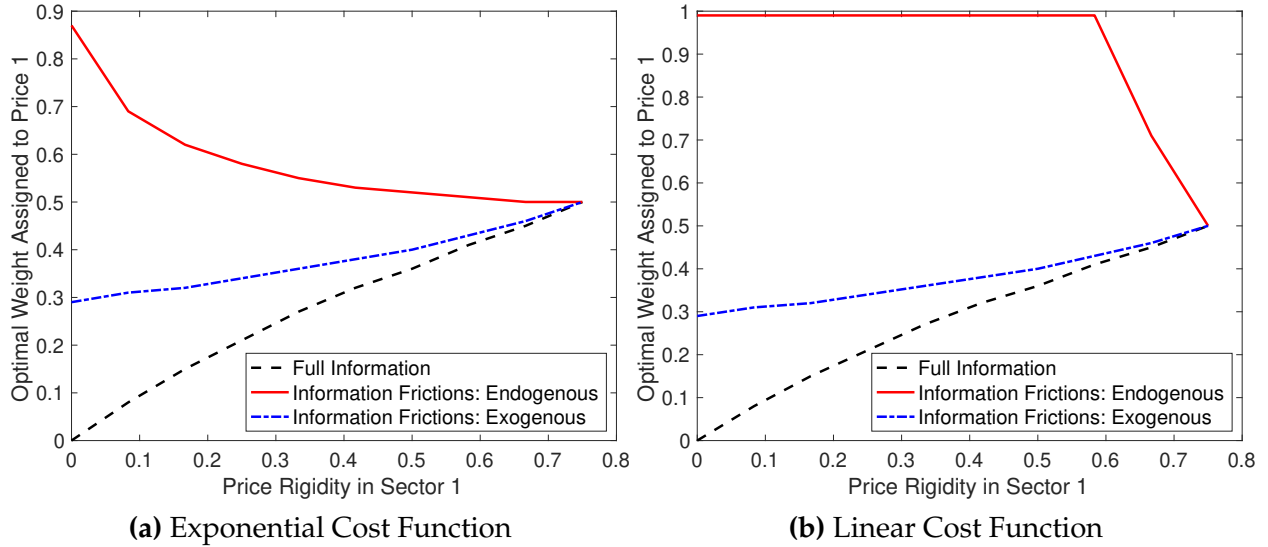 0.9
0.8
0.7
0.6
0.5
0.4
0.3
0.2
0.1
0
Optimal Weight Assigned to Price 1
Full Information
Information Frictions: Endogenous
Information Frictions: Exogenous
0 0.1 0.2 0.3 0.4 0.5 0.6 0.7 0.8
Price Rigidity in Sector 1
(a) Exponential Cost Function
1
0.9
0.8
0.7
0.6
0.5
0.4
0.3
0.2
0.1
0
Optimal Weight Assigned to Price 1
Full Information
Information Frictions: Endogenous
Information Frictions: Exogenous
0 0.1 0.2 0.3 0.4 0.5 0.6 0.7 0.8
Price Rigidity in Sector 1
(b) Linear Cost Function